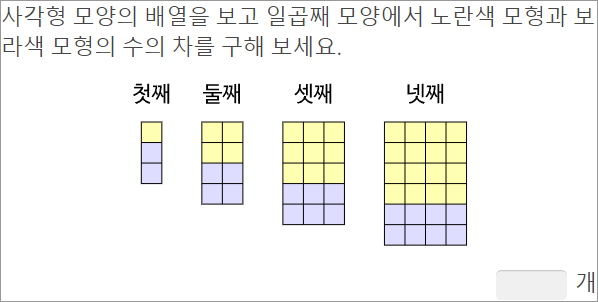 사각형 모양의 배열을 보고 일곱째 모양에서 노란색 모형과 보
라색 모형의 수의 차를 구해 보세요.
첫째 둘째 셋째 넷째
개